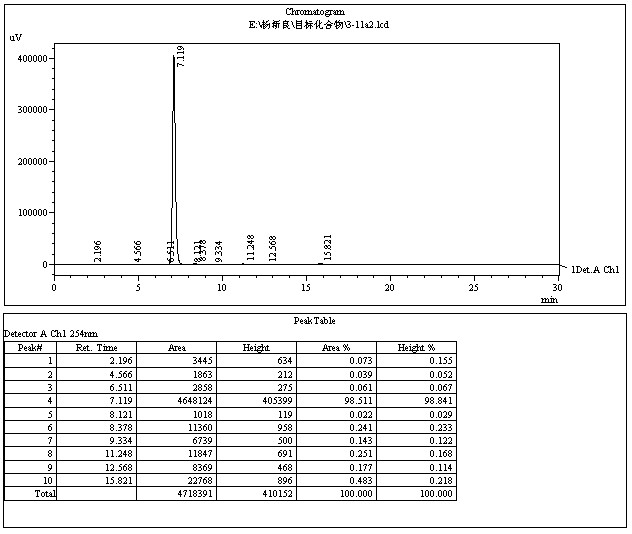 Chromatogram
E:\杨新良\目标化合物\3-11a2.lcd
uV
400000
300000
200000
100000
0
7.119
2.196
4.566
6.511
8.121
8.378
9.334
11.248
12.568
15.821
1Det.A Ch1
0 5 10 15 20 25 30
min
PeakTable
Detector A Ch1 254nm
Peak# Ret. Time Area Height Area % Height %
1 2.196 3445 634 0.073 0.155
2 4.566 1863 212 0.039 0.052
3 6.511 2858 275 0.061 0.067
4 7.119 4648124 405399 98.511 98.841
5 8.121 1018 119 0.022 0.029
6 8.378 11360 958 0.241 0.233
7 9.334 6739 500 0.143 0.122
8 11.248 11847 691 0.251 0.168
9 12.568 8369 468 0.177 0.114
10 15.821 22768 896 0.483 0.218
Total 4718391 410152 100.000 100.000